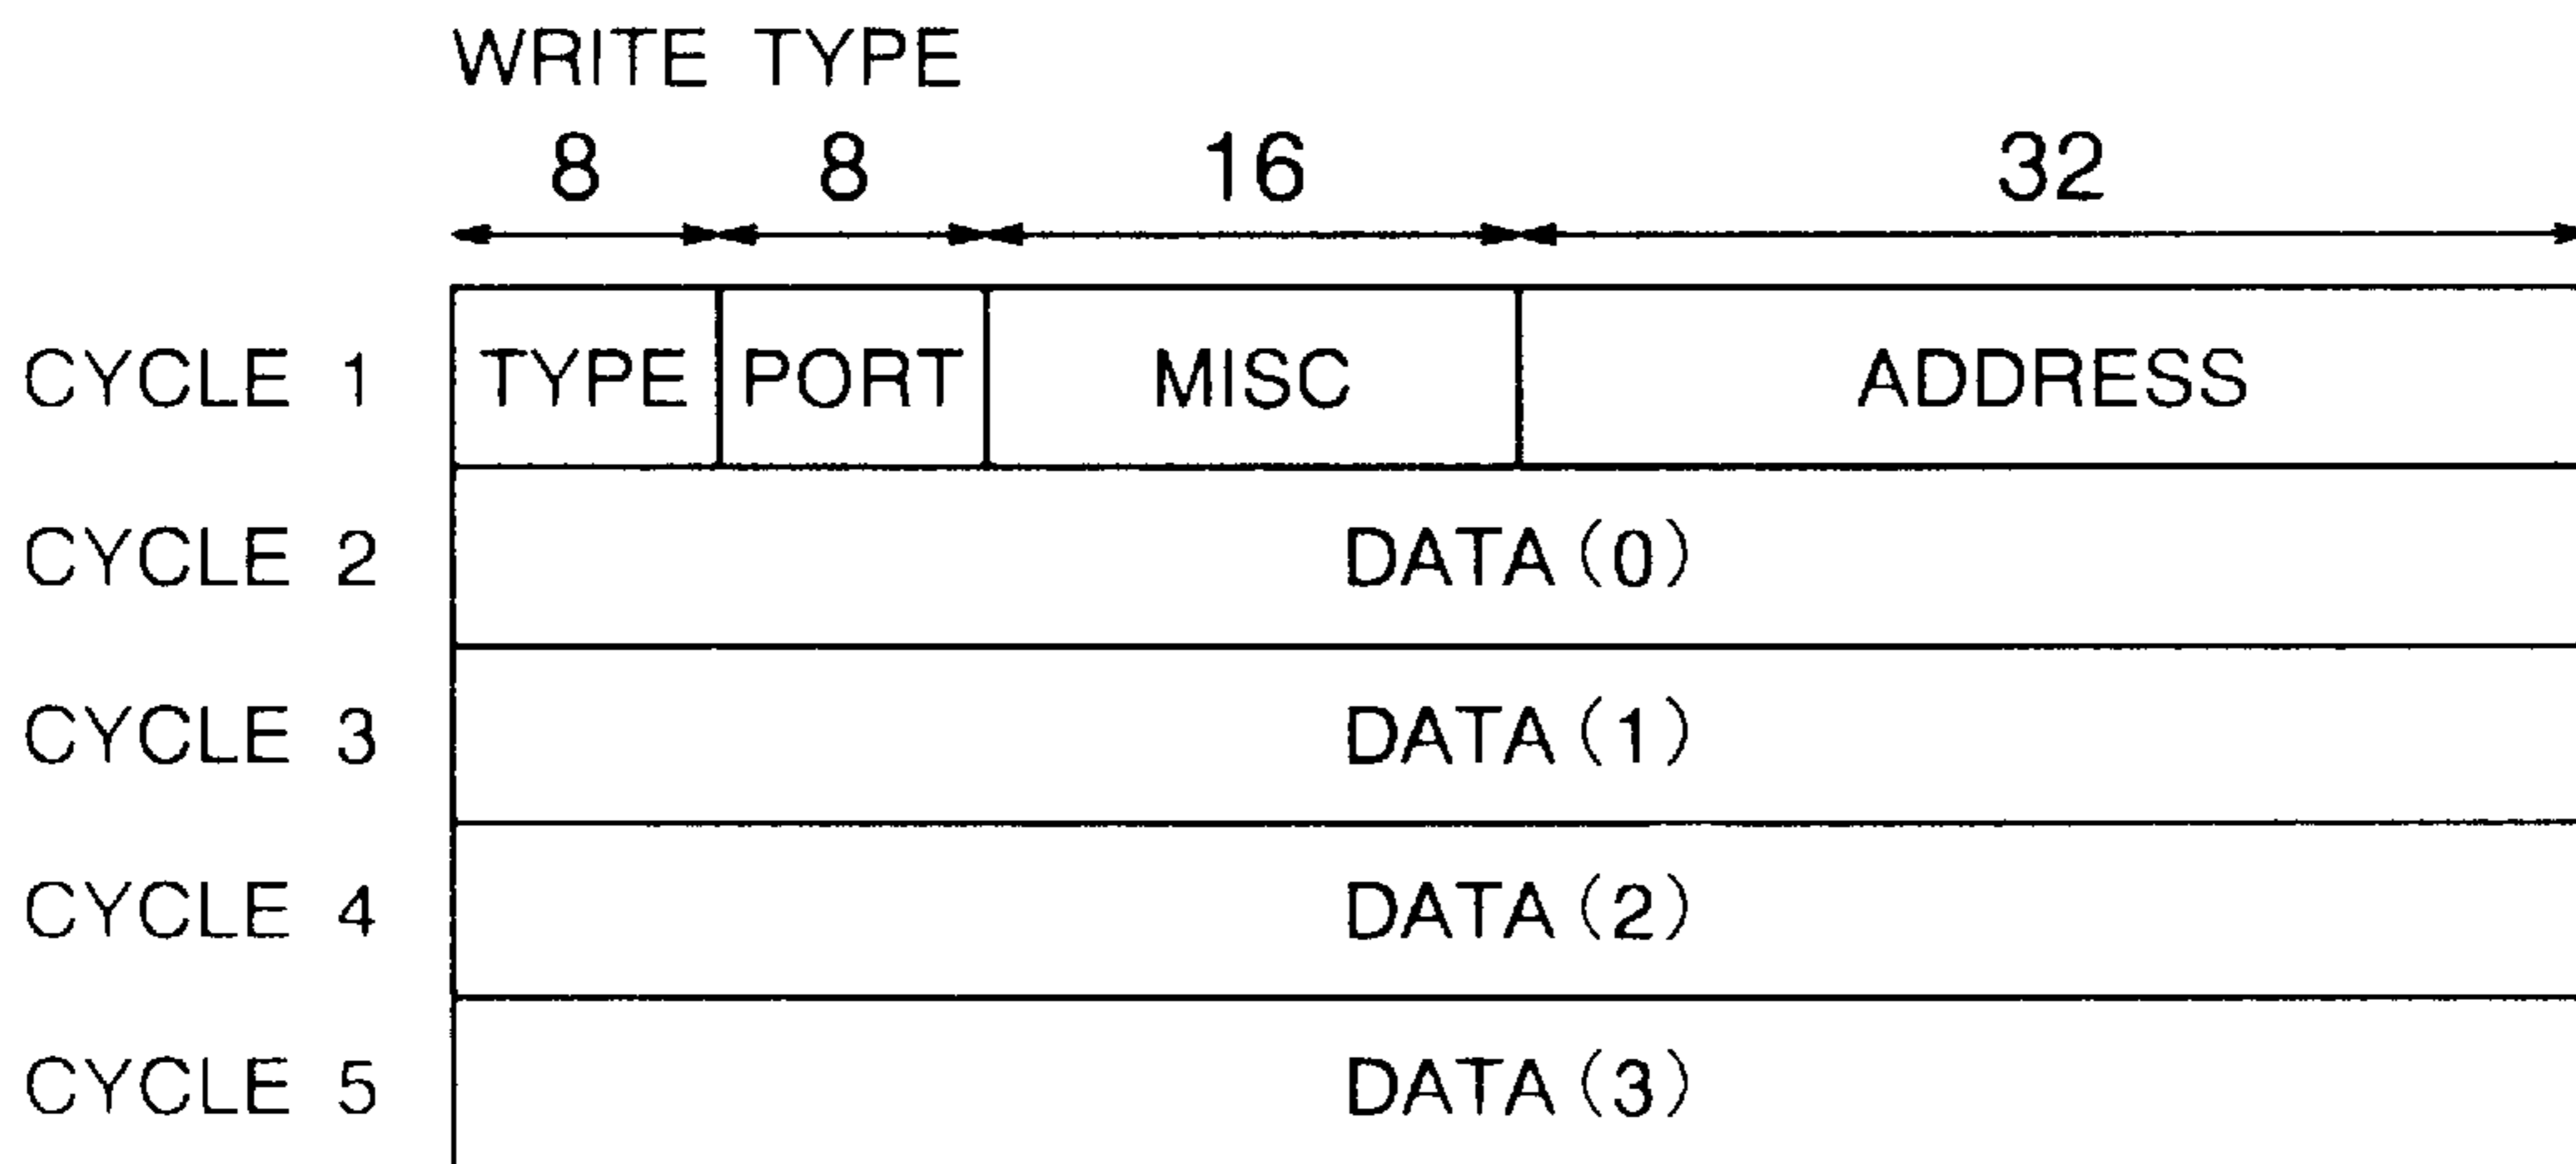 WRITE TYPE
8 8 16 32
CYCLE 1 TYPE PORT MISC ADDRESS
CYCLE 2 DATA(0)
CYCLE 3 DATA(1)
CYCLE 4 DATA(2)
CYCLE 5 DATA(3)